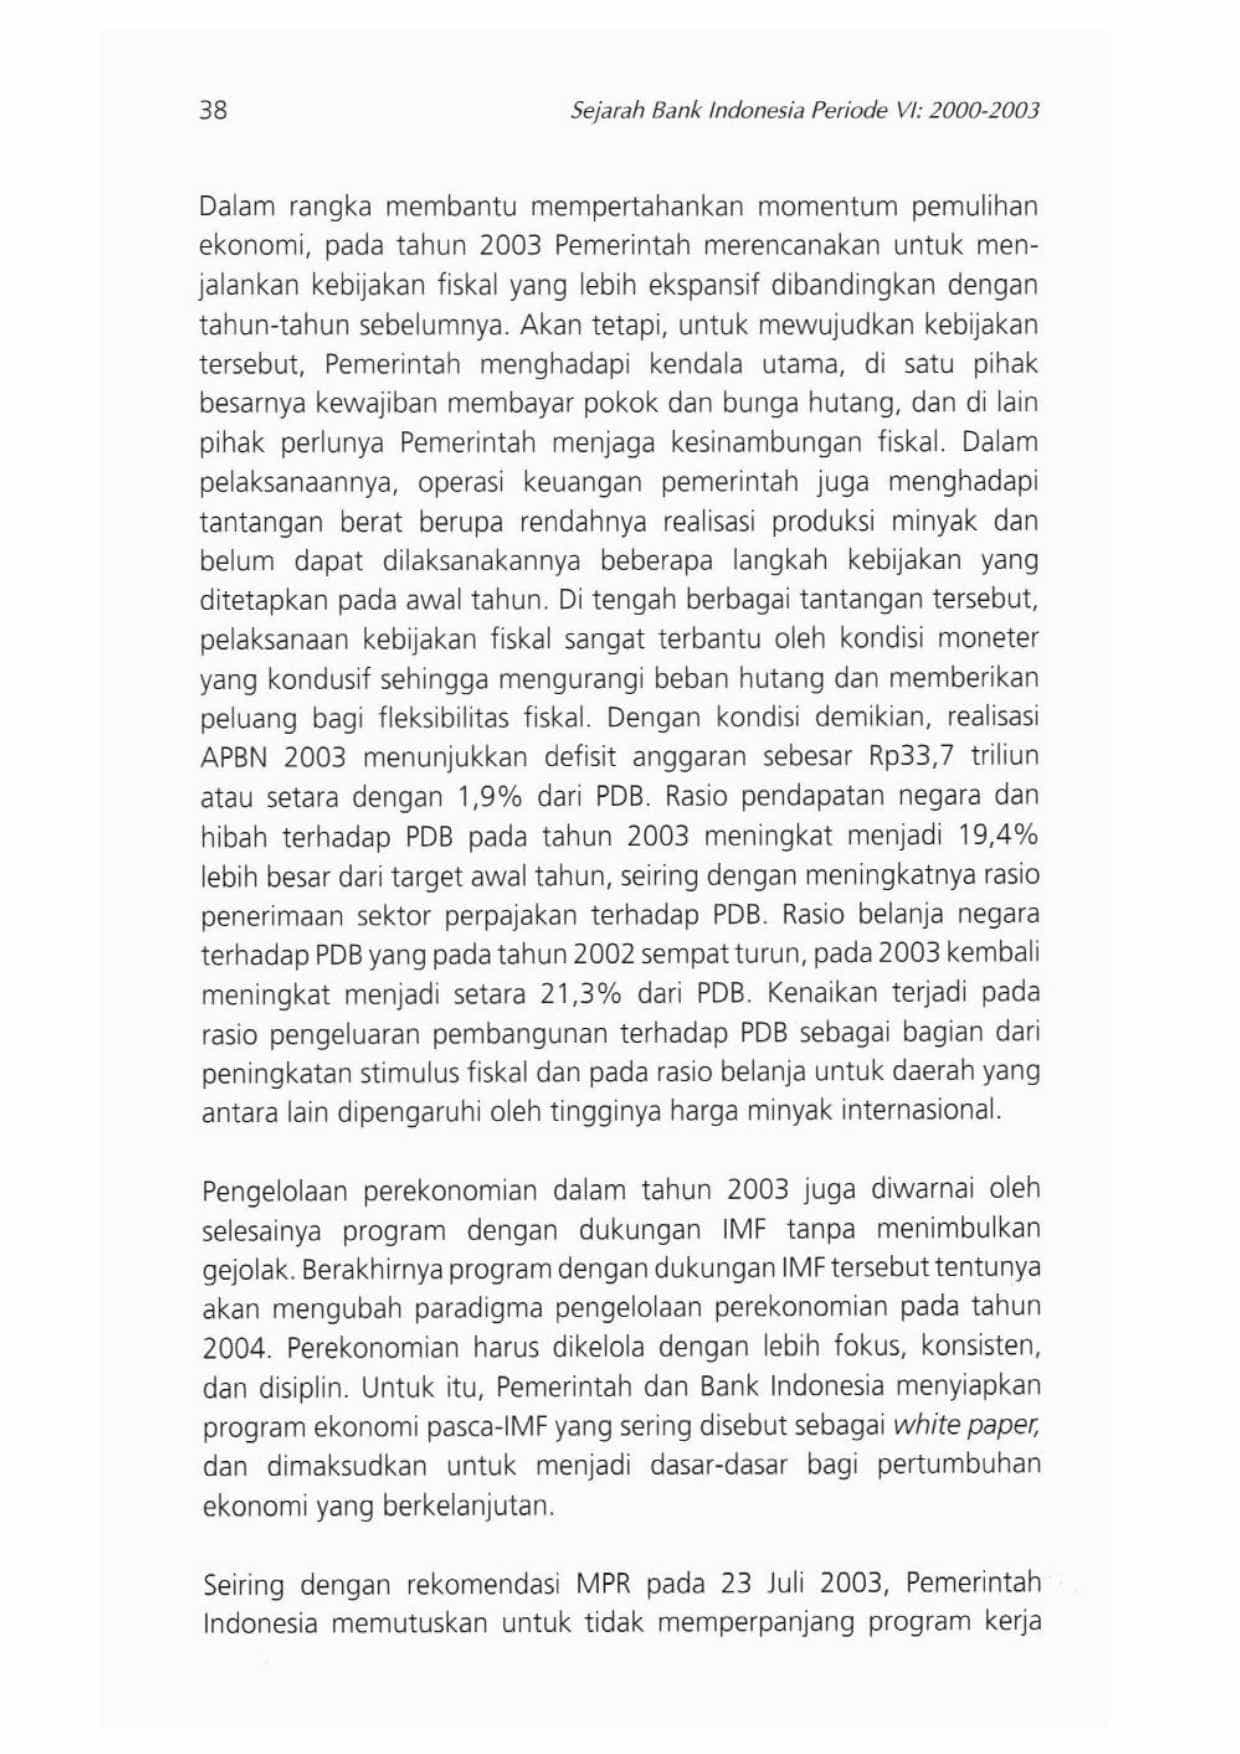 38
Sejarah Bank Indonesia Periode VI: 2000-2003
Dalam rangka membantu mempertahankan momentum pemulihan
ekonomi, pada tahun 2003 Pemerintah merencanakan untuk men-
jalankan kebijakan fiskal yang lebih ekspansif dibandingkan dengan
tahun-tahun sebelumnya. Akan tetapi, untuk mewujudkan kebijakan
tersebut, Pemerintah menghadapi kendala utama, di satu pihak
besarnya kewajiban membayar pokok dan bunga hutang, dan di lain
pihak perlunya Pemerintah menjaga kesinambungan fiskal. Dalam
pelaksanaannya, operasi keuangan pemerintah juga menghadapi
tantangan berat berupa rendahnya realisasi produksi minyak dan
belum dapat dilaksanakannya beberapa langkah kebijakan yang
ditetapkan pada awal tahun. Di tengah berbagai tantangan tersebut,
pelaksanaan kebijakan fiskal sangat terbantu oleh kondisi moneter
yang kondusif sehingga mengurangi beban hutang dan memberikan
peluang bagi fleksibilitas fiskal. Dengan kondisi demikian, realisasi
APBN 2003 menunjukkan defisit anggaran sebesar Rp33,7 triliun
atau setara dengan 1,9% dari PDB. Rasio pendapatan negara dan
hibah terhadap PDB pada tahun 2003 meningkat menjadi 19,4%
lebih besar dari target awal tahun, seiring dengan meningkatnya rasio
penerimaan sektor perpajakan terhadap PDB. Rasio belanja negara
terhadap PDB yang pada tahun 2002 sempat turun, pada 2003 kembali
meningkat menjadi setara 21,3% dari PDB. Kenaikan terjadi pada
rasio pengeluaran pembangunan terhadap PDB sebagai bagian dari
peningkatan stimulus fiskal dan pada rasio belanja untuk daerah yang
antara lain dipengaruhi oleh tingginya harga minyak internasional.
Pengelolaan perekonomian dalam tahun 2003 juga diwarnai oleh
selesainya program dengan dukungan IMF tanpa menimbulkan
gejolak. Berakhirnya program dengan dukungan IMF tersebut tentunya
akan mengubah paradigma pengelolaan perekonomian pada tahun
2004. Perekonomian harus dikelola dengan lebih fokus, konsisten,
dan disiplin. Untuk itu, Pemerintah dan Bank Indonesia menyiapkan
program ekonomi pasca-IMF yang sering disebut sebagai white paper,
dan dimaksudkan untuk menjadi dasar-dasar bagi pertumbuhan
ekonomi yang berkelanjutan.
Seiring dengan rekomendasi MPR pada 23 Juli 2003, Pemerintah
Indonesia memutuskan untuk tidak memperpanjang program kerja